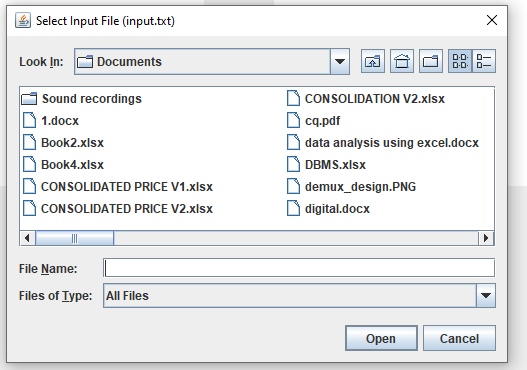 Select Input File (input.txt)
Look In: Documents
Sound recordings
1.docx
Book2.xlsx
Book4.xlsx
CONSOLIDATED PRICE V1.xlsx
CONSOLIDATED PRICE V2.xlsx
CONSOLIDATION V2.xlsx
cq.pdf
data analysis using excel.docx
DBMS.xlsx
demux_design.PNG
digital.docx
File Name:
Files of Type: All Files
Open Cancel